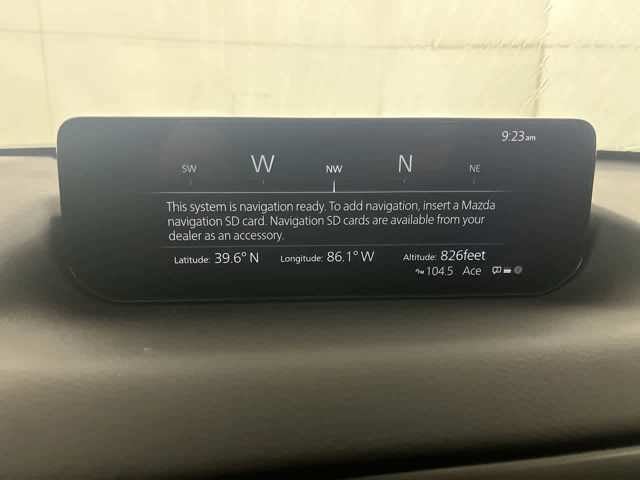 9:23am
SW W NW N NE
This system is navigation ready. To add navigation, insert a Mazda
navigation SD card. Navigation SD cards are available from your
dealer as an accessory.
Latitude: 39.6° N Longitude: 86.1° W Altitude: 826feet
FM 104.5 Ace